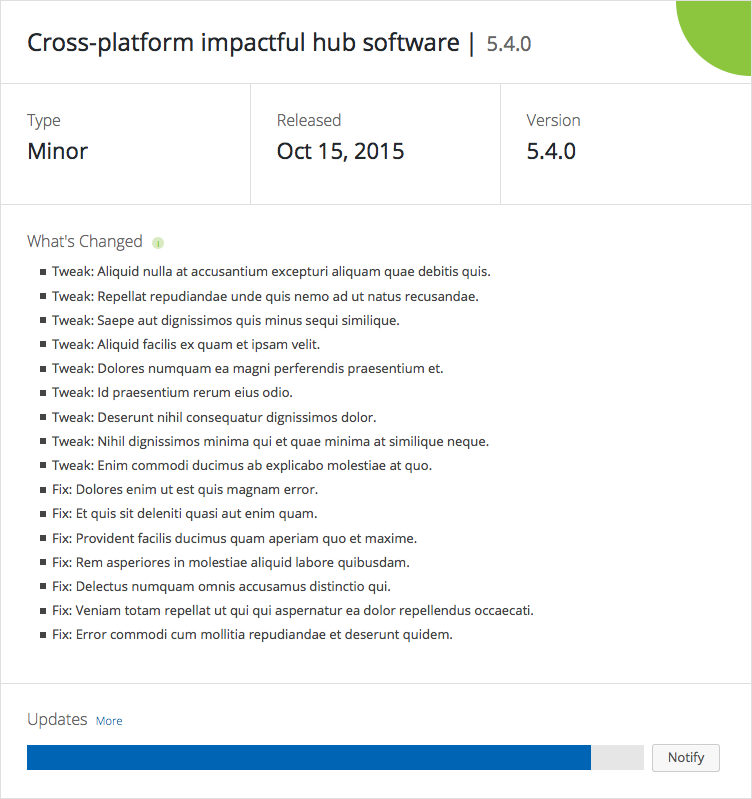 Cross-platform impactful hub software | 5.4.0
Type
Minor
Released
Oct 15, 2015
Version
5.4.0
What's Changed i
Tweak: Aliquid nulla at accusantium excepturi aliquam quae debitis quis.
Tweak: Repellat repudiandae unde quis nemo ad ut natus recusandae.
Tweak: Saepe aut dignissimos quis minus sequi similique.
Tweak: Aliquid facilis ex quam et ipsam velit.
Tweak: Dolores numquam ea magni perferendis praesentium et.
Tweak: Id praesentium rerum eius odio.
Tweak: Deserunt nihil consequatur dignissimos dolor.
Tweak: Nihil dignissimos minima qui et quae minima at similique neque.
Tweak: Enim commodi ducimus ab explicabo molestiae at quo.
Fix: Dolores enim ut est quis magnam error.
Fix: Et quis sit deleniti quasi aut enim quam.
Fix: Provident facilis ducimus quam aperiam quo et maxime.
Fix: Rem asperiores in molestiae aliquid labore quibusdam.
Fix: Delectus numquam omnis accusamus distinctio qui.
Fix: Veniam totam repellat ut qui qui aspernatur ea dolor repellendus occaecati.
Fix: Error commodi cum mollitia repudiandae et deserunt quidem.
Updates More
Notify